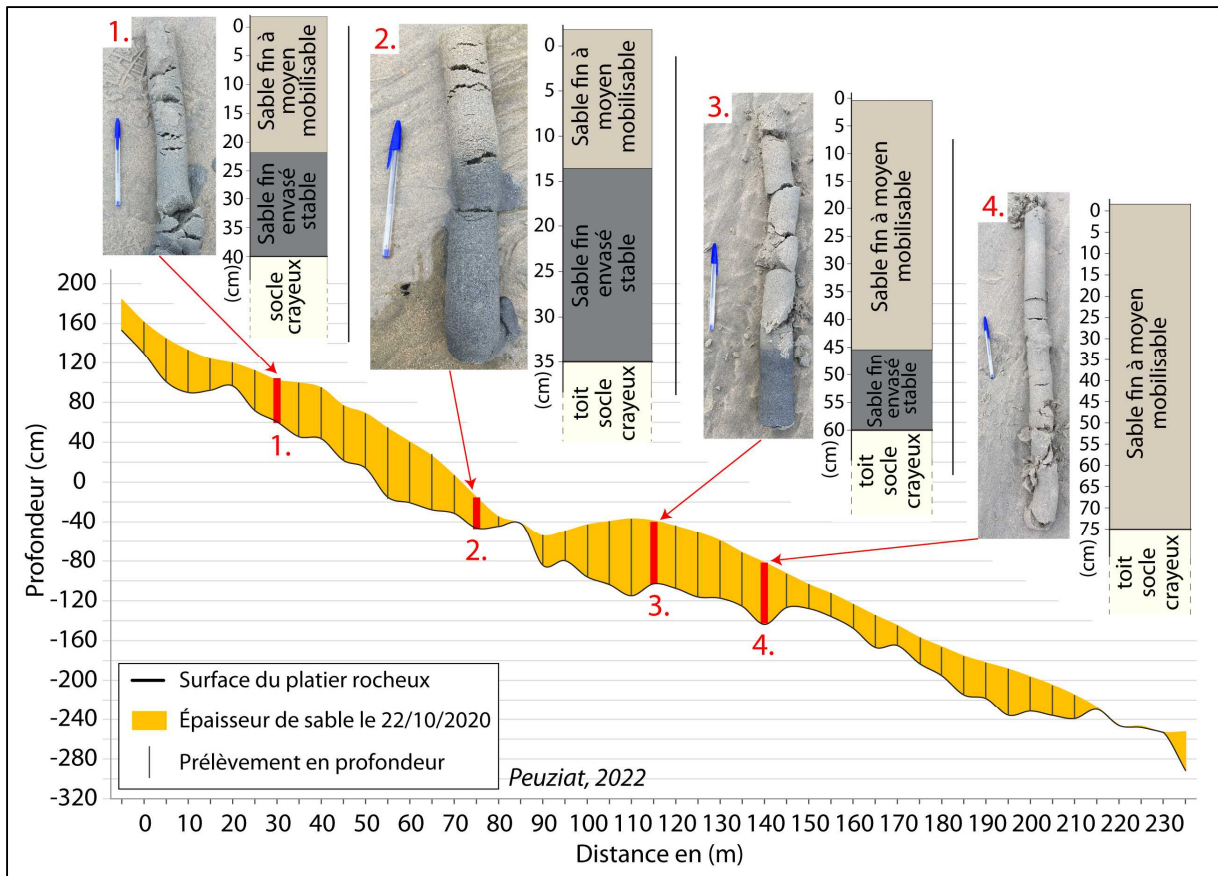 1.
0
5
10
15
20
25
30
35
40
(cm)
Sable fin à
moyen
mobilisable
Sable fin
envasé
stable
socle
crayeux
2.
0
5
10
15
20
25
30
35
(cm)
Sable fin à
moyen
mobilisable
Sable fin
envasé
stable
toit
socle
crayeux
3.
0
5
10
15
20
25
30
35
40
45
50
55
60
(cm)
Sable fin à moyen
mobilisable
Sable fin
envasé
stable
toit
socle
crayeux
4.
0
5
10
15
20
25
30
35
40
45
50
55
60
65
70
75
(cm)
Sable fin à moyen
mobilisable
toit
socle
crayeux
Profondeur (cm)
200
160
120
80
40
0
-40
-80
-120
-160
-200
-240
-280
-320
1.
2.
3.
4.
Surface du platier rocheux
Épaisseur de sable le 22/10/2020
Prélèvement en profondeur
Peuziat, 2022
0 10 20 30 40 50 60 70 80 90 100 110 120 130 140 150 160 170 180 190 200 210 220 230
Distance en (m)